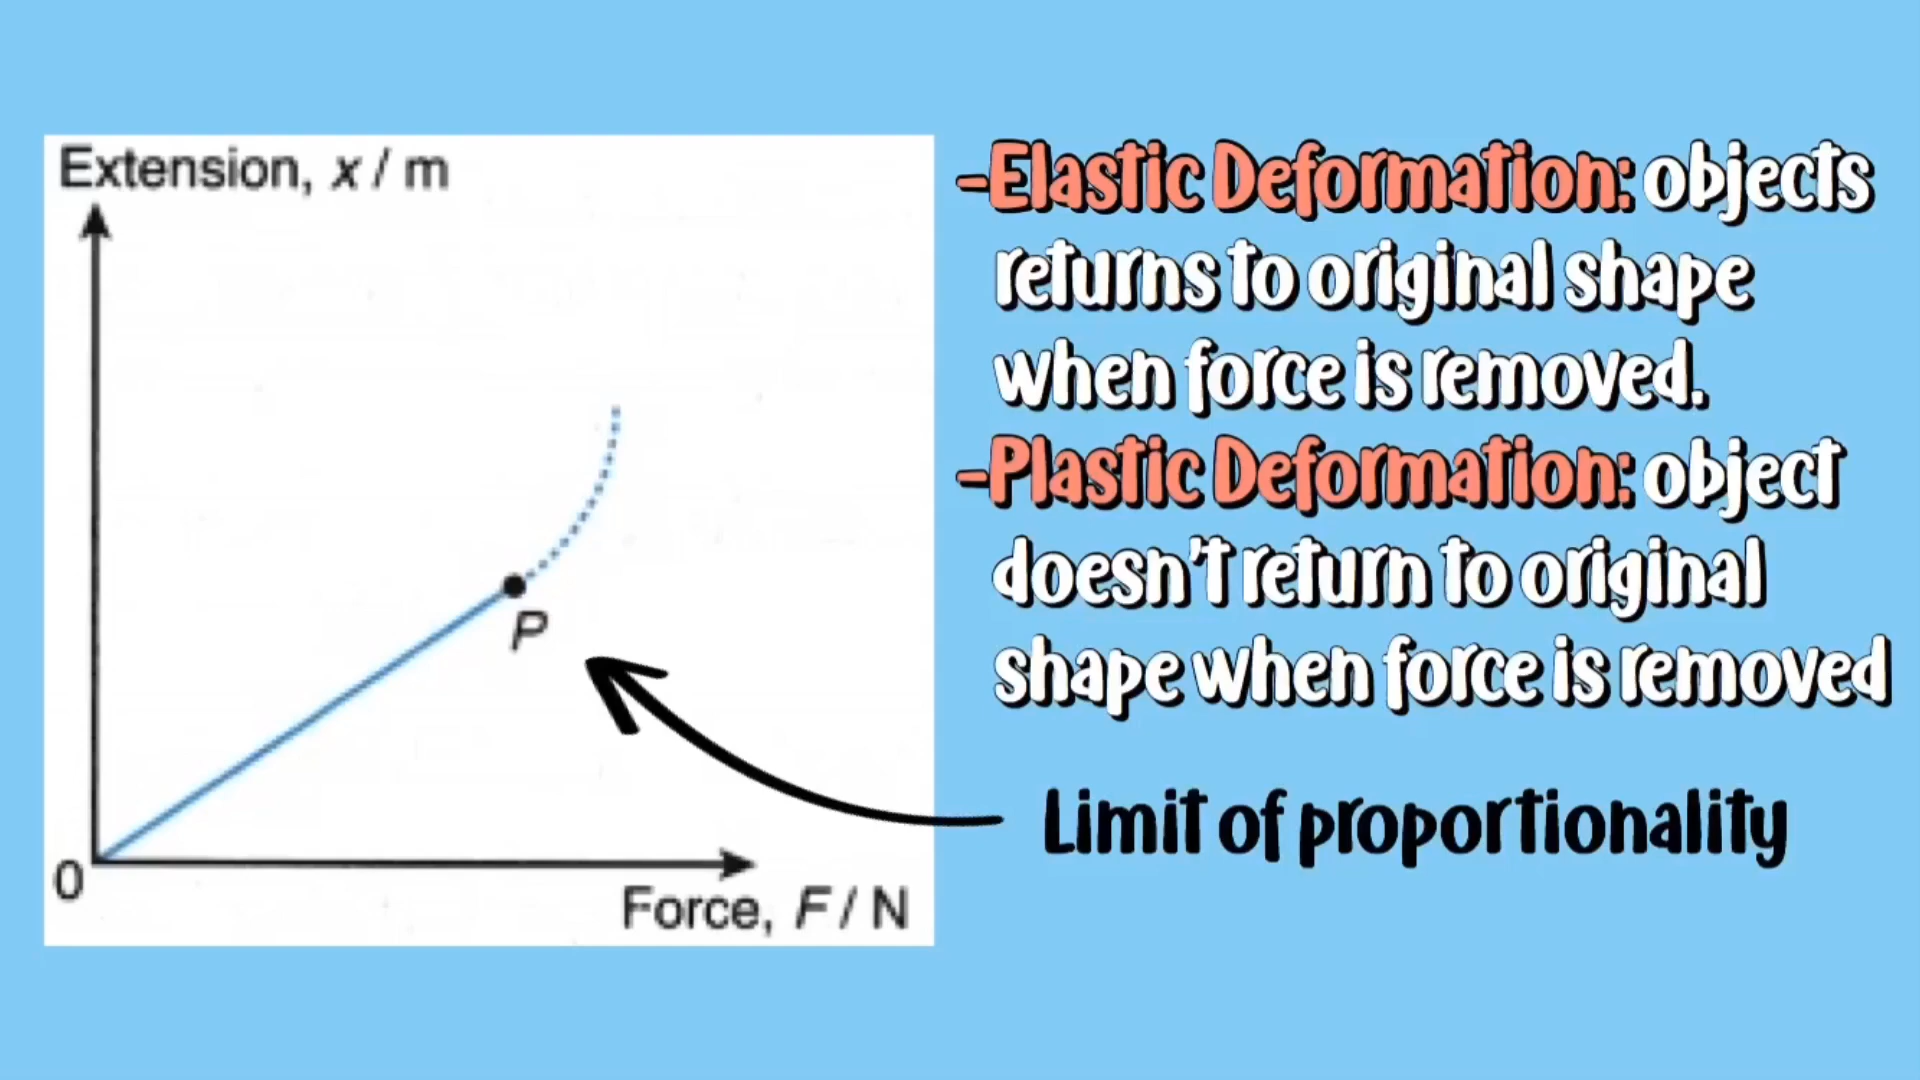 Extension, x / m
P
0
Force, F / N
-Elastic Deformation: objects
returns to original shape
when force is removed.
-Plastic Deformation: object
doesn't return to original
shape when force is removed
Limit of proportionality